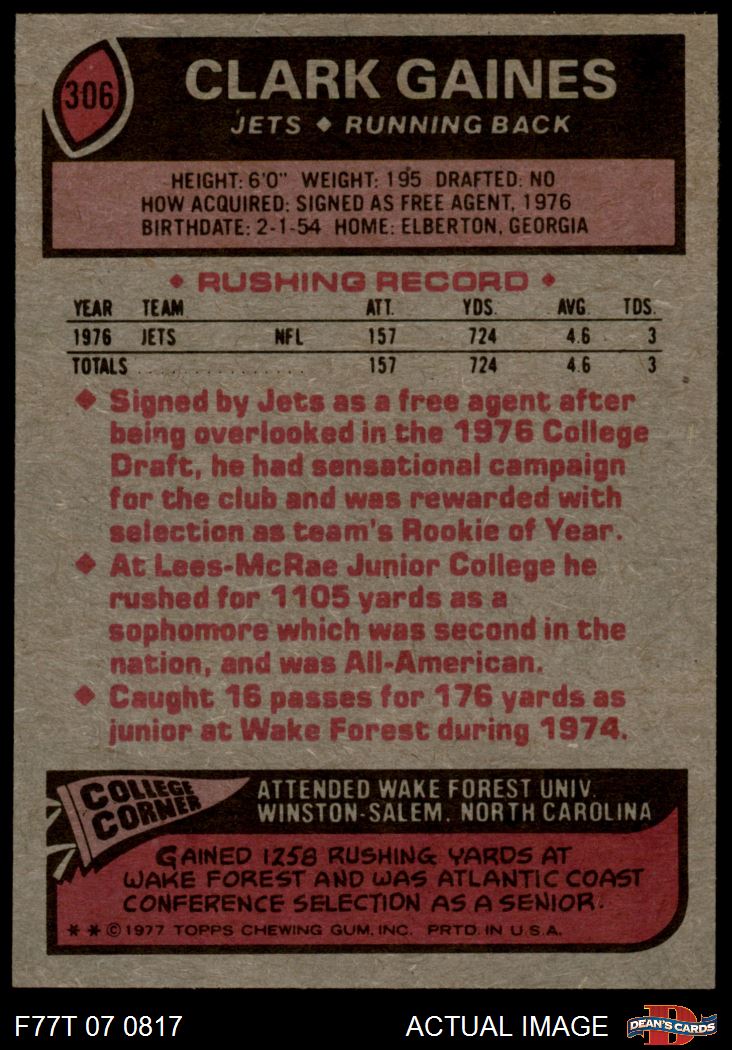 306
CLARK GAINES
JETS ♦ RUNNING BACK
HEIGHT: 6'0" WEIGHT: 195 DRAFTED: NO
HOW ACQUIRED: SIGNED AS FREE AGENT, 1976
BIRTHDATE: 2-1-54 HOME: ELBERTON, GEORGIA
♦ RUSHING RECORD ♦
YEAR TEAM ATT. YDS. AVG. TDS.
1976 JETS NFL 157 724 4.6 3
TOTALS . . . . . . . . . . . . . . . 157 724 4.6 3
♦ Signed by Jets as a free agent after
being overlooked in the 1976 College
Draft, he had sensational campaign
for the club and was rewarded with
selection as team's Rookie of Year.
♦ At Lees-McRae Junior College he
rushed for 1105 yards as a
sophomore which was second in the
nation, and was All-American.
♦ Caught 16 passes for 176 yards as
junior at Wake Forest during 1974.
COLLEGE
CORNER
ATTENDED WAKE FOREST UNIV.
WINSTON-SALEM, NORTH CAROLINA
GAINED 1258 RUSHING YARDS AT
WAKE FOREST AND WAS ATLANTIC COAST
CONFERENCE SELECTION AS A SENIOR.
* * © 1977 TOPPS CHEWING GUM, INC. PRTD. IN U.S.A.
F77T 07 0817
ACTUAL IMAGE
D
DEAN'S CARDS